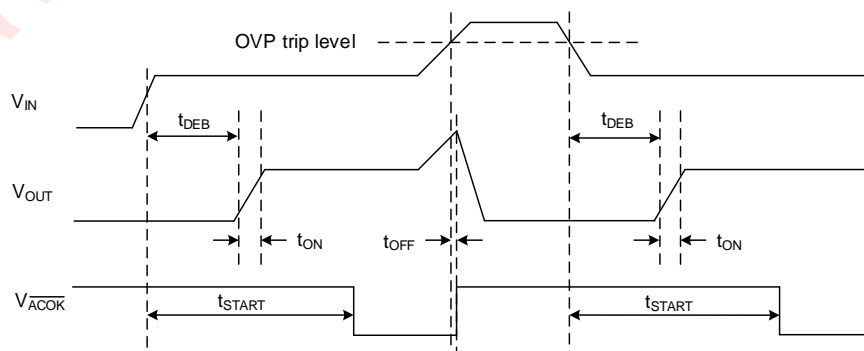 OVP trip level
VIN
tDEB
tDEB
VOUT
tON
tOFF
tON
VACOK
tSTART
tSTART